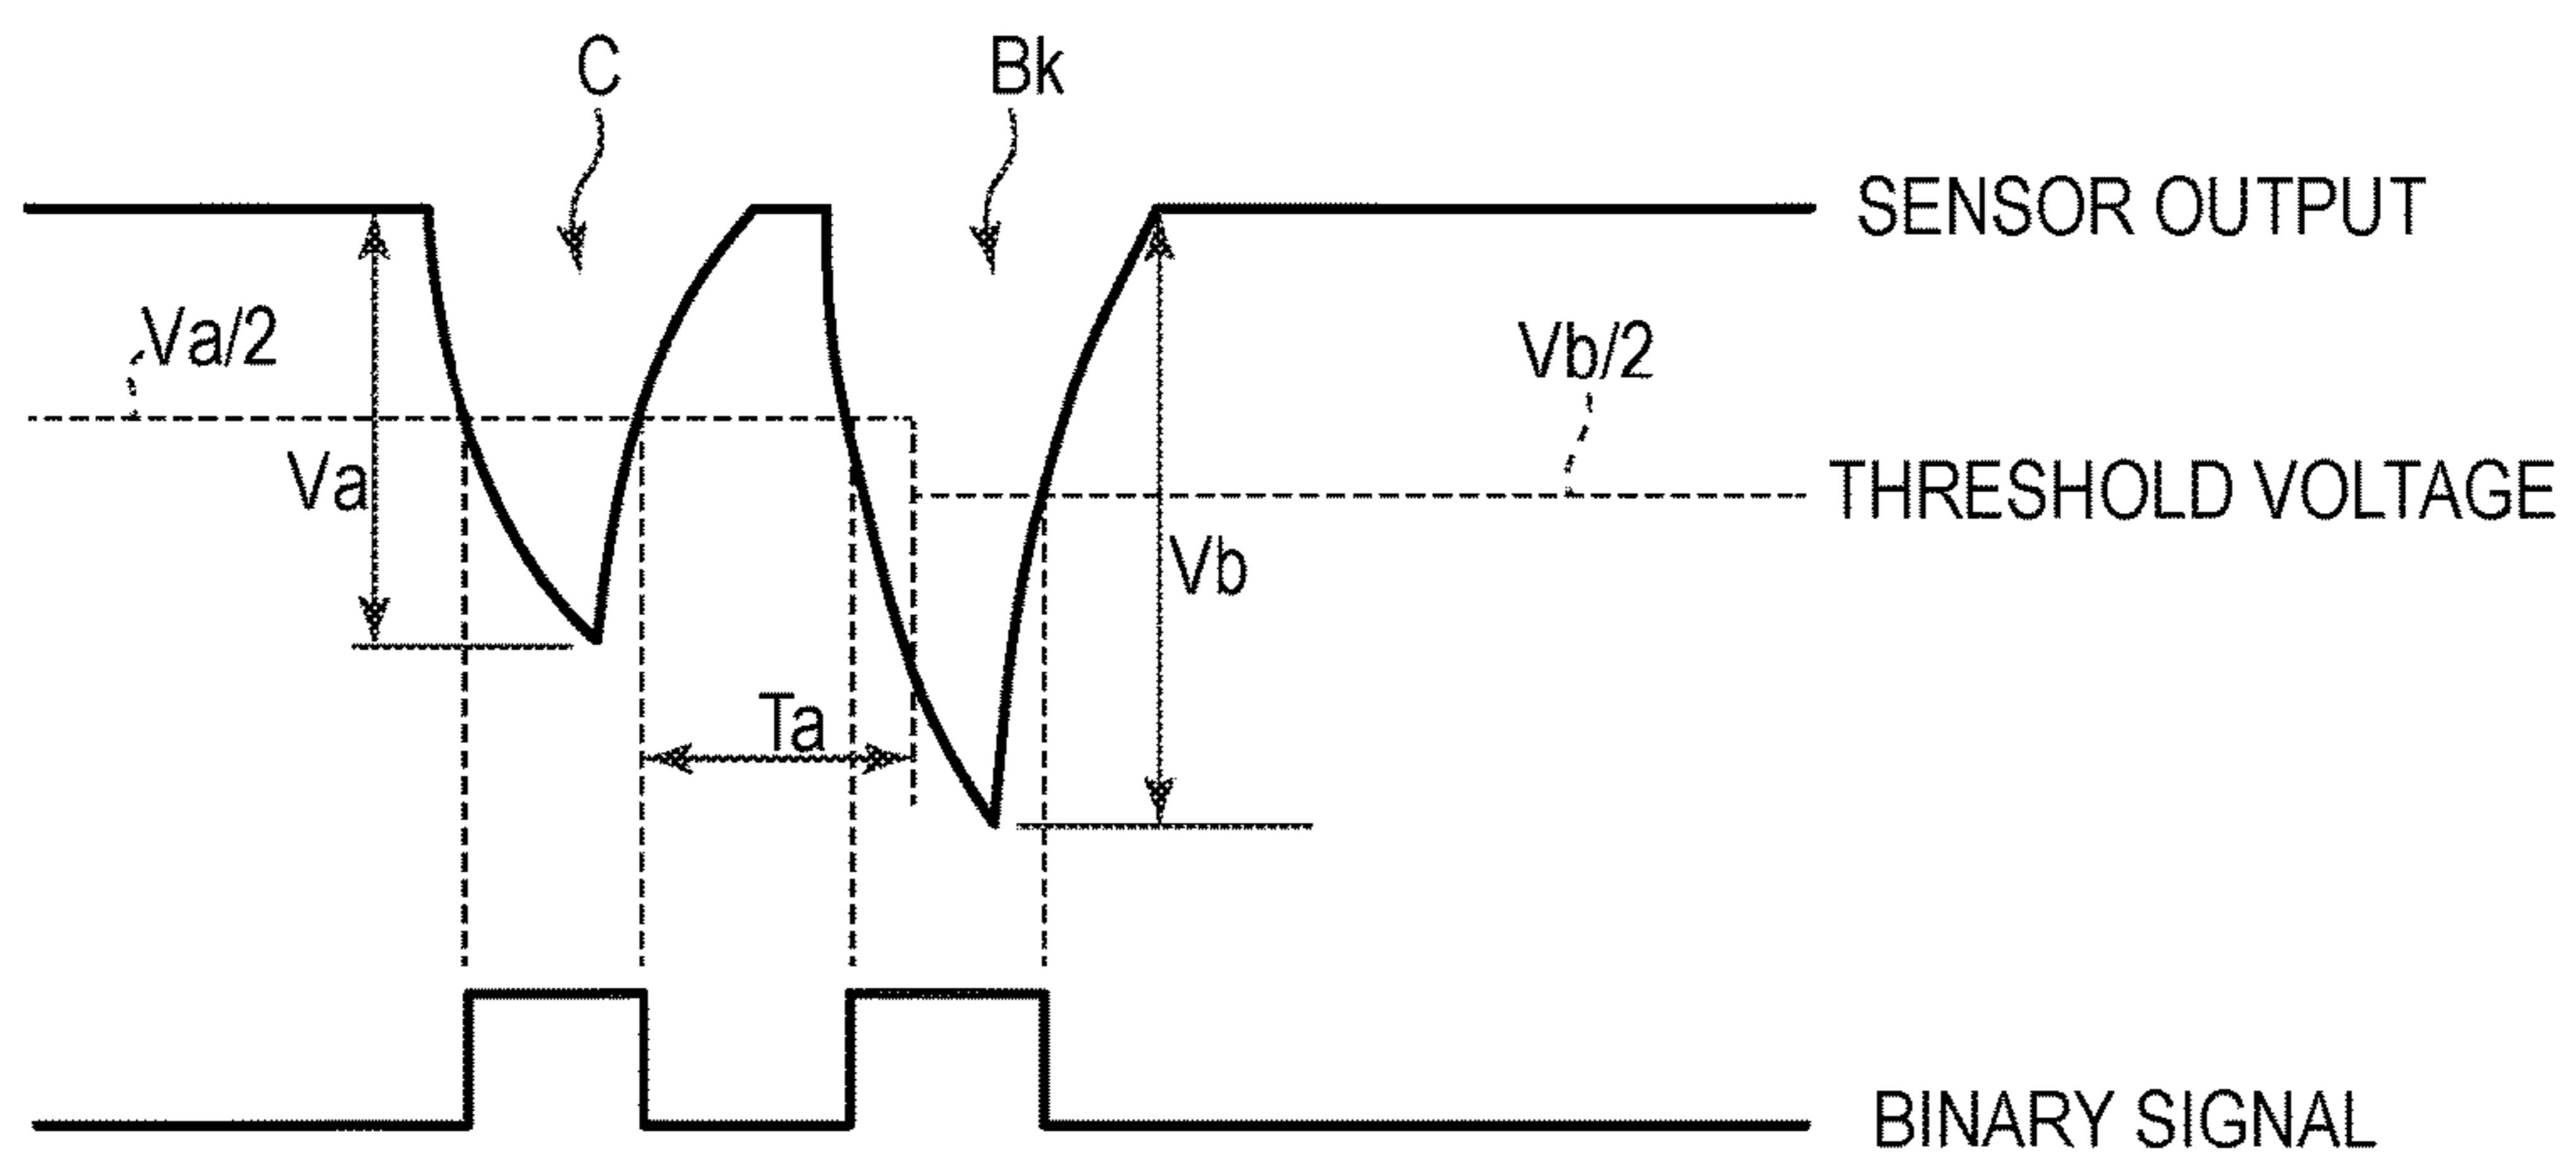 C
Bk
SENSOR OUTPUT
Va/2
Vb/2
Va
THRESHOLD VOLTAGE
Vb
Ta
BINARY SIGNAL